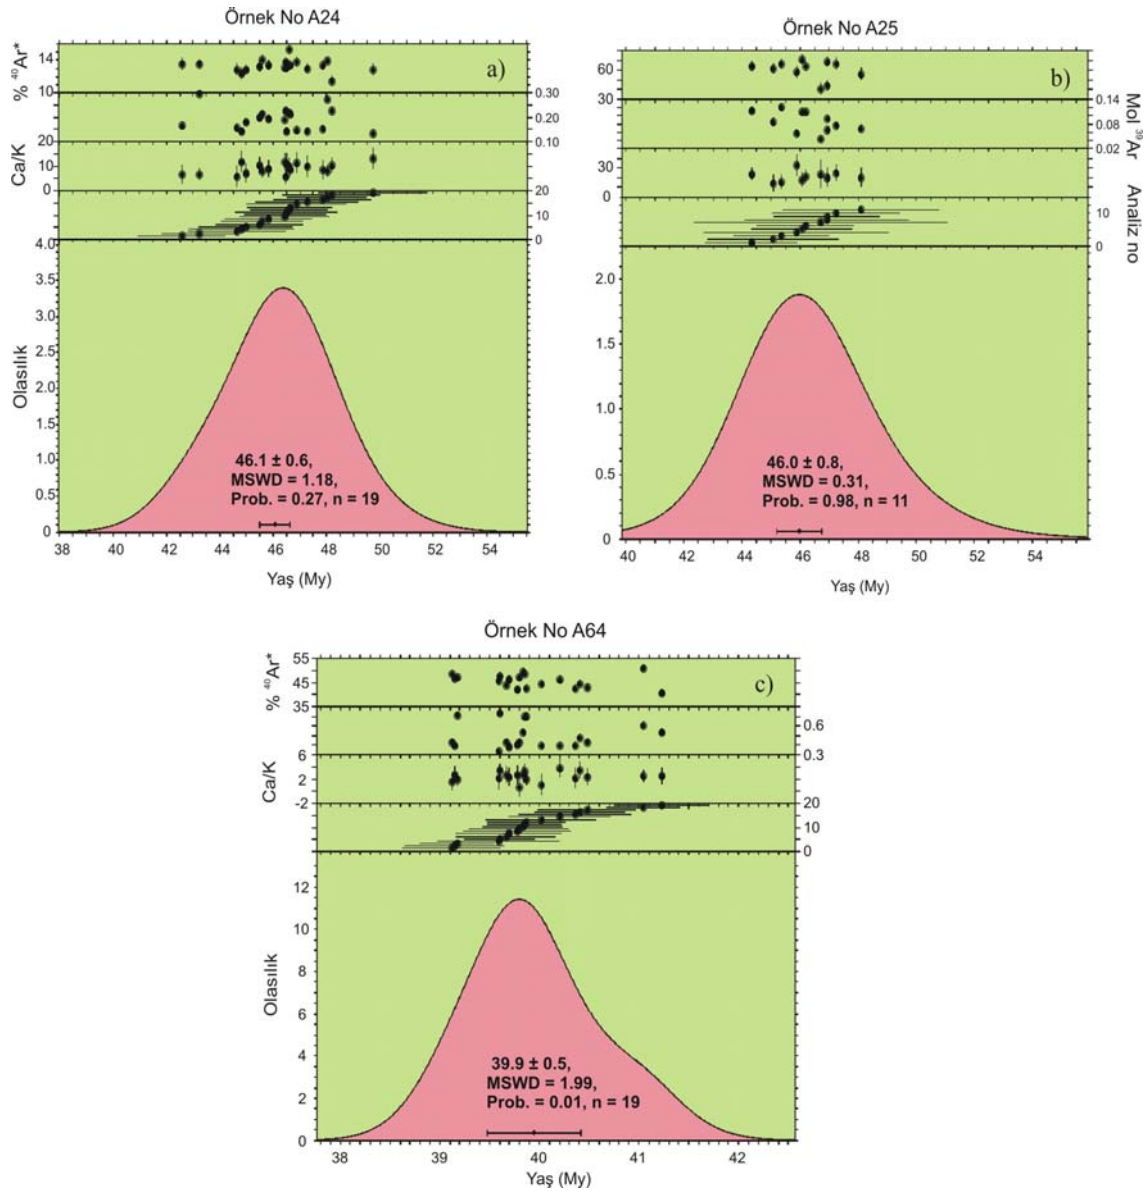 Örnek No A24
% ⁴⁰Ar*
14
10
a)
0.30
0.20
0.10
20
Ca/K
10
0
20
10
0
4.0
3.5
3.0
2.5
2.0
1.5
1.0
0.5
0
Olasılık
46.1 ± 0.6,
MSWD = 1.18,
Prob. = 0.27, n = 19
38 40 42 44 46 48 50 52 54
Yaş (My)
Örnek No A25
60
30
b)
0.14
0.08
0.02
Mol ³⁹Ar
30
0
10
0
Analiz no
2.0
1.5
1.0
0.5
0
46.0 ± 0.8,
MSWD = 0.31,
Prob. = 0.98, n = 11
40 42 44 46 48 50 52 54
Yaş (My)
Örnek No A64
% ⁴⁰Ar*
55
45
35
c)
0.6
0.3
Ca/K
6
2
-2
20
10
0
12
10
8
6
4
2
0
Olasılık
39.9 ± 0.5,
MSWD = 1.99,
Prob. = 0.01, n = 19
38 39 40 41 42
Yaş (My)